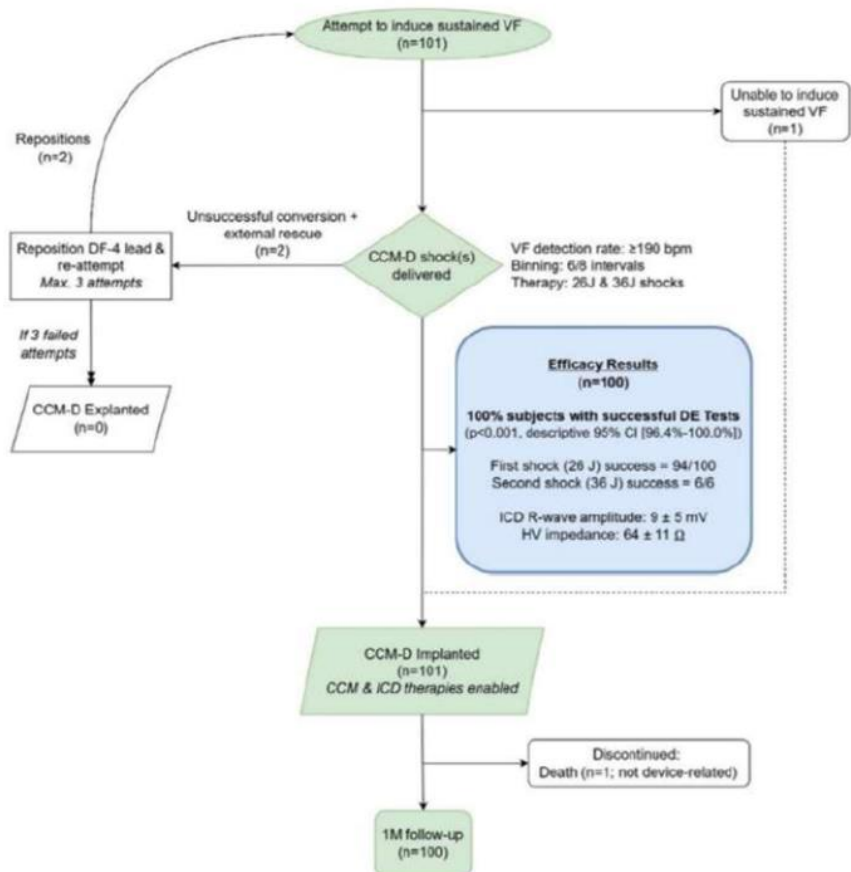 Attempt to induce sustained VF
(n=101)
Unable to induce
sustained VF
(n=1)
Repositions
(n=2)
Unsuccessful conversion +
external rescue
(n=2)
Reposition DF-4 lead &
re-attempt
Max. 3 attempts
CCM-D shock(s)
delivered
VF detection rate: ≥190 bpm
Binning: 6/8 intervals
Therapy: 26J & 36J shocks
If 3 failed
attempts
CCM-D Explanted
(n=0)
Efficacy Results
(n=100)
100% subjects with successful DE Tests
(p<0.001, descriptive 95% CI [96.4%-100.0%])
First shock (26 J) success = 94/100
Second shock (36 J) success = 6/6
ICD R-wave amplitude: 9 ± 5 mV
HV impedance: 64 ± 11 Ω
CCM-D Implanted
(n=101)
CCM & ICD therapies enabled
Discontinued:
Death (n=1; not device-related)
1M follow-up
(n=100)